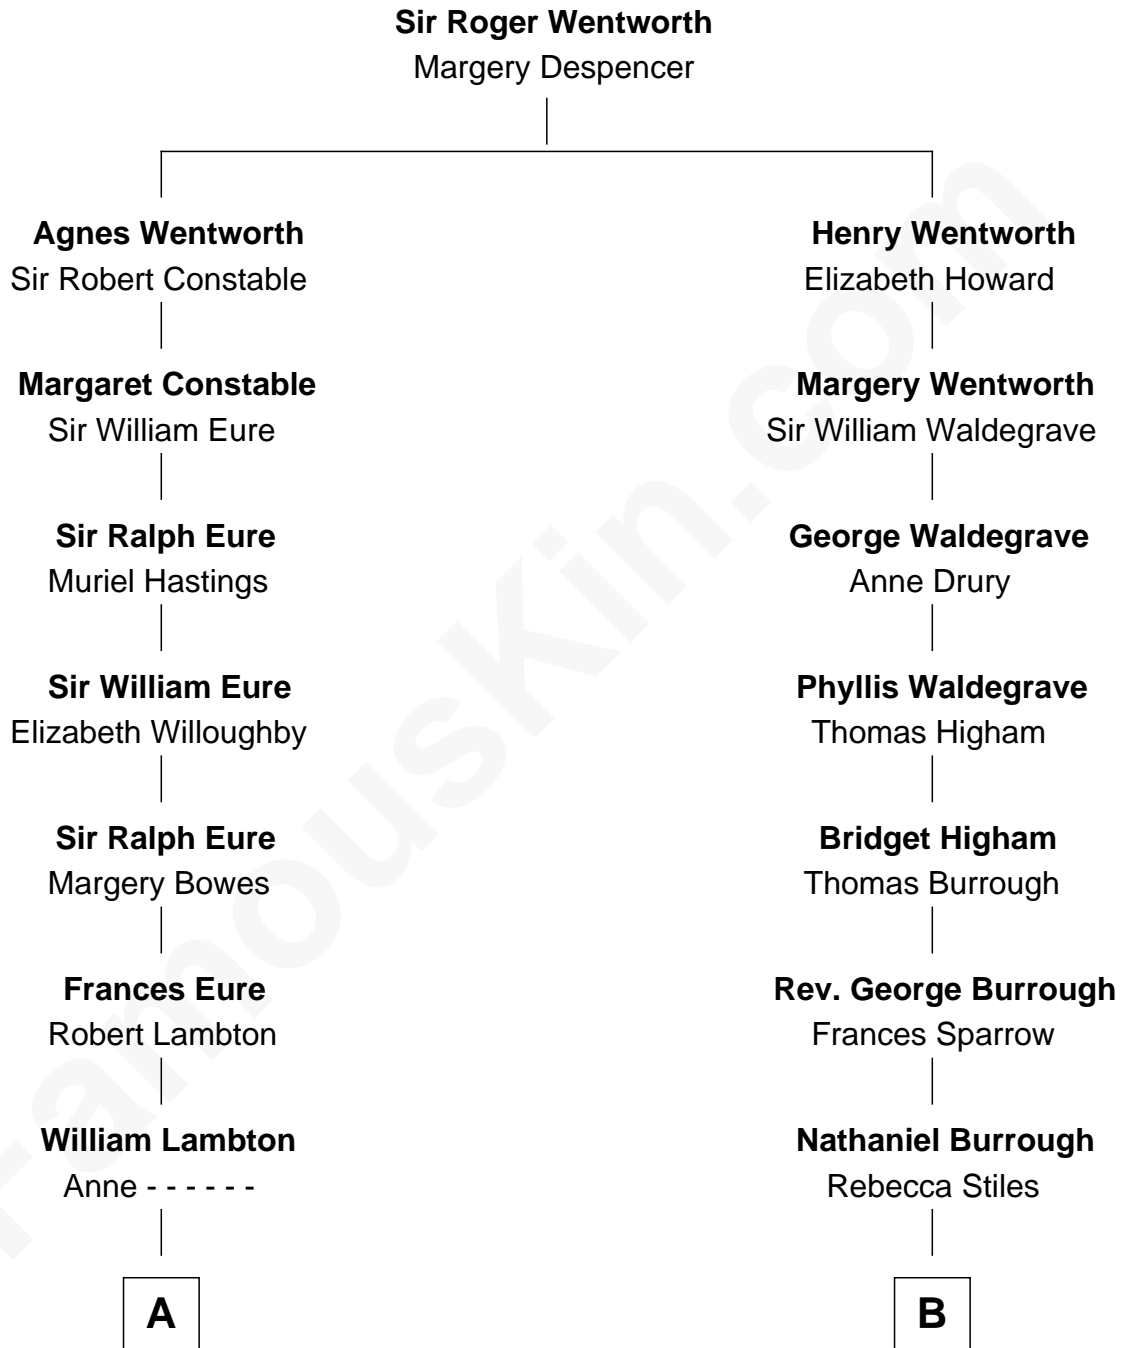 Sir Roger Wentworth
Margery Despencer
Agnes Wentworth
Sir Robert Constable
Henry Wentworth
Elizabeth Howard
Margaret Constable
Sir William Eure
Margery Wentworth
Sir William Waldegrave
Sir Ralph Eure
Muriel Hastings
George Waldegrave
Anne Drury
Sir William Eure
Elizabeth Willoughby
Phyllis Waldegrave
Thomas Higham
Sir Ralph Eure
Margery Bowes
Bridget Higham
Thomas Burrough
Frances Eure
Robert Lambton
Rev. George Burrough
Frances Sparrow
William Lambton
Anne - - - - - -
Nathaniel Burrough
Rebecca Stiles
A
B
FamousKin.com